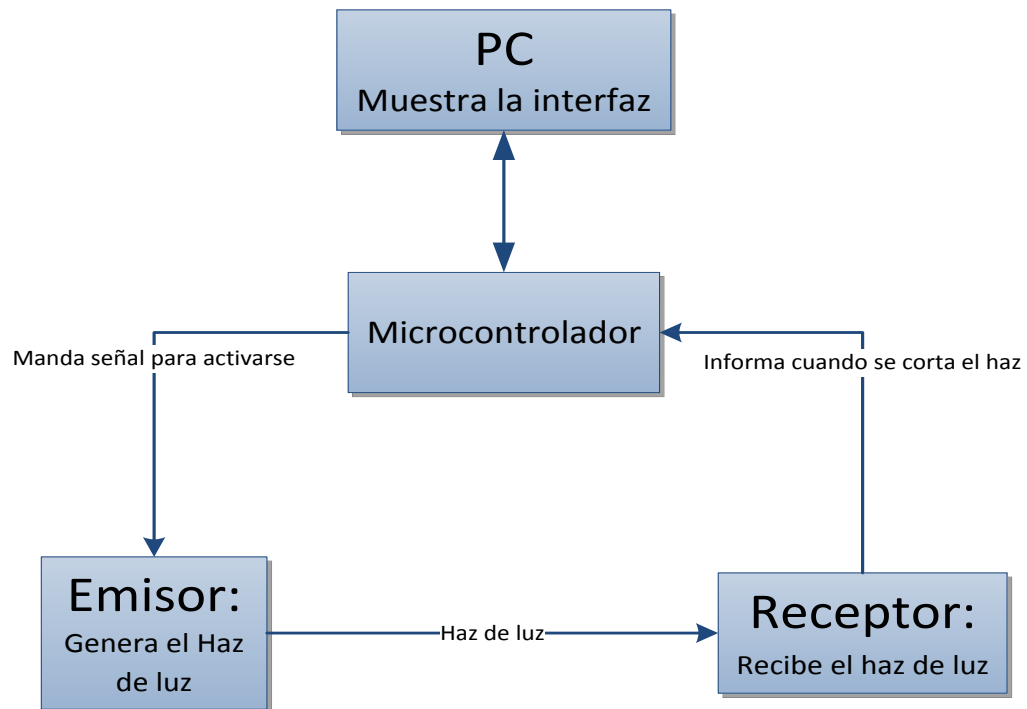 PC
Muestra la interfaz
Microcontrolador
Manda señal para activarse
Informa cuando se corta el haz
Emisor:
Genera el Haz
de luz
Haz de luz
Receptor:
Recibe el haz de luz